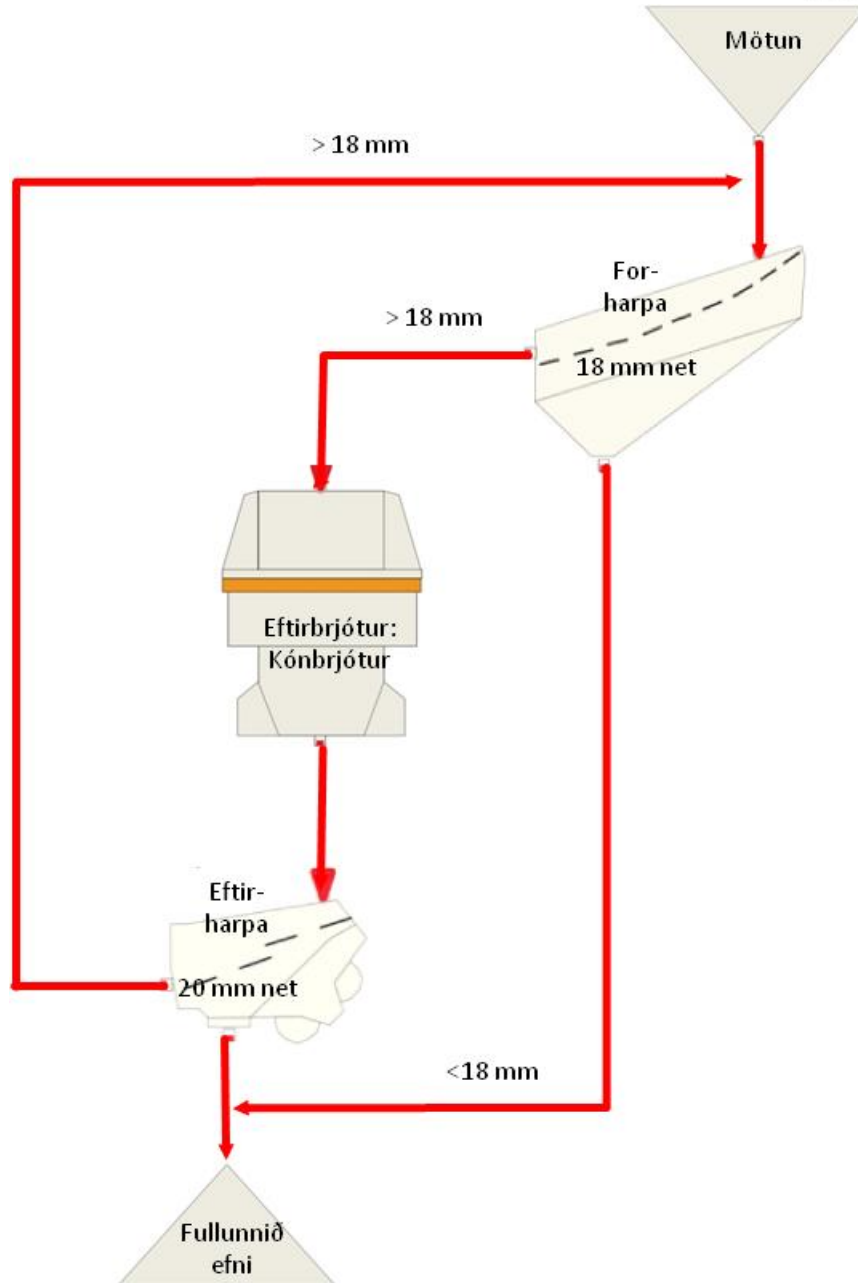 Mötun
> 18 mm
For-
harpa
> 18 mm
18 mm net
Eftirbrjótur:
Kónbrjótur
Eftir-
harpa
20 mm net
<18 mm
Fullunnið
efni